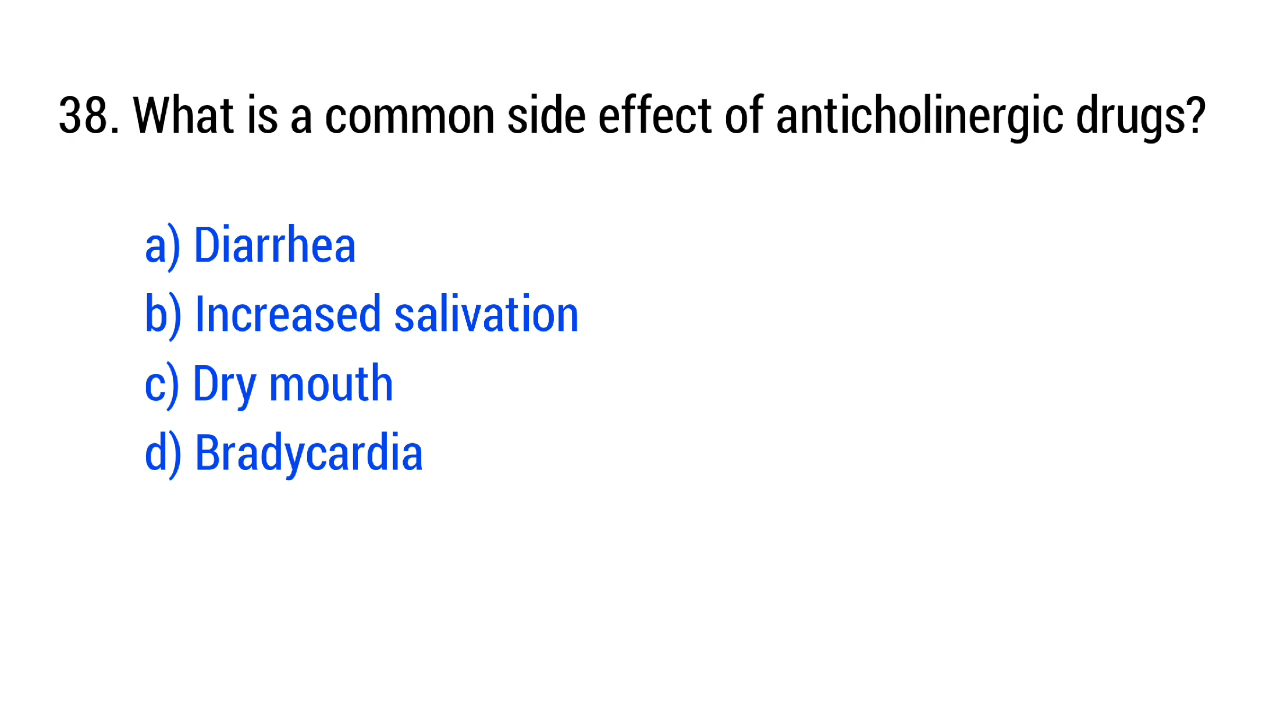 38. What is a common side effect of anticholinergic drugs?
a) Diarrhea
b) Increased salivation
c) Dry mouth
d) Bradycardia